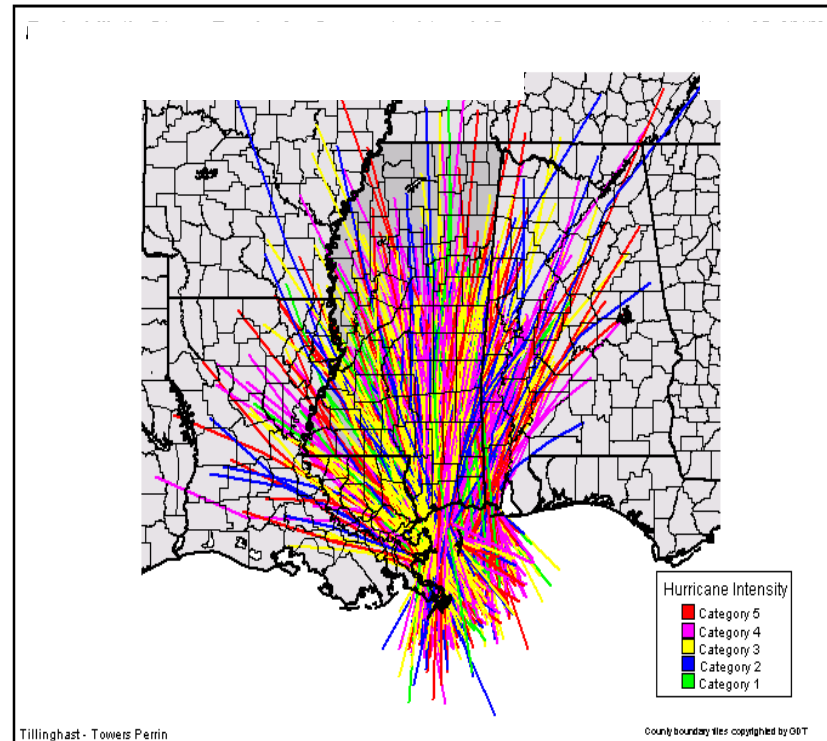 Hurricane Intensity
Category 5
Category 4
Category 3
Category 2
Category 1
Tillinghast - Towers Perrin
County boundary files copyrighted by GDT